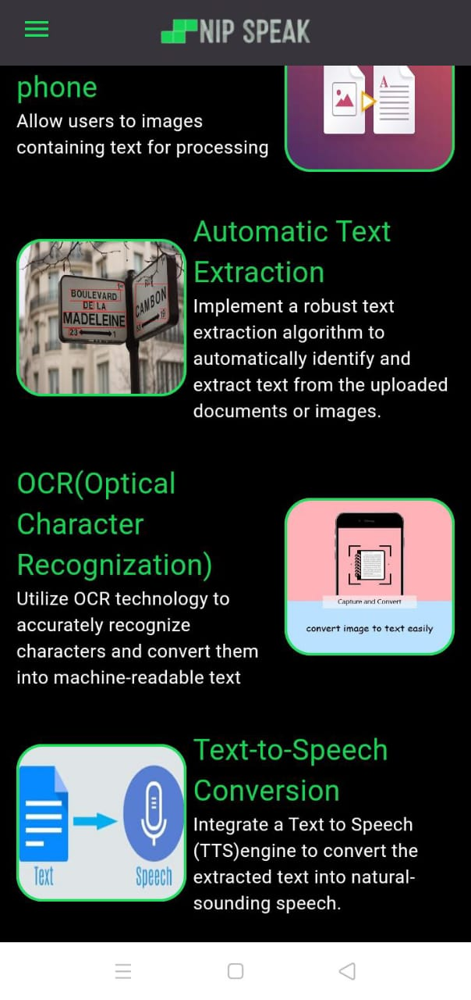 NIP SPEAK
phone
Allow users to images
containing text for processing
A
Automatic Text
Extraction
BOULEVARD
DE LA
MADELEINE
23 1
CAMBON
Implement a robust text
extraction algorithm to
automatically identify and
extract text from the uploaded
documents or images.
OCR(Optical
Character
Recognization)
Utilize OCR technology to
accurately recognize
characters and convert them
into machine-readable text
Capture and Convert
convert image to text easily
Text-to-Speech
Conversion
Text
Speech
Integrate a Text to Speech
(TTS)engine to convert the
extracted text into natural-
sounding speech.